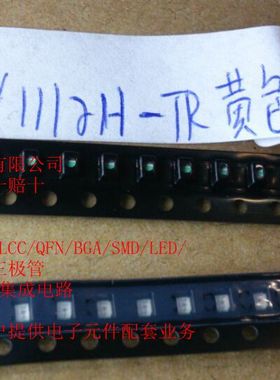 1112H-TR黄色
有限公司
一赔十
LCC/QFN/BGA/SMD/LED/
三极管
集成电路
户提供电子元件配套业务